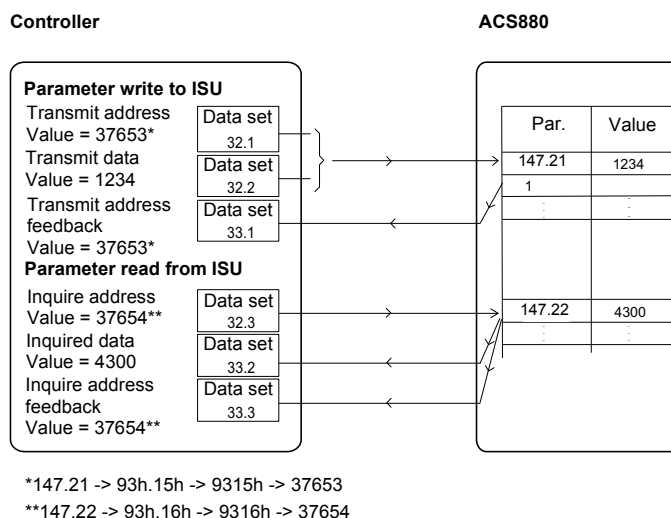 Controller
ACS880
Parameter write to ISU
Transmit address
Value = 37653*
Data set
32.1
Transmit data
Value = 1234
Data set
32.2
Transmit address
feedback
Value = 37653*
Data set
33.1
Parameter read from ISU
Inquire address
Value = 37654**
Data set
32.3
Inquired data
Value = 4300
Data set
33.2
Inquire address
feedback
Value = 37654**
Data set
33.3
Par. Value
147.21 1234
1
147.22 4300
*147.21 -> 93h.15h -> 9315h -> 37653
**147.22 -> 93h.16h -> 9316h -> 37654